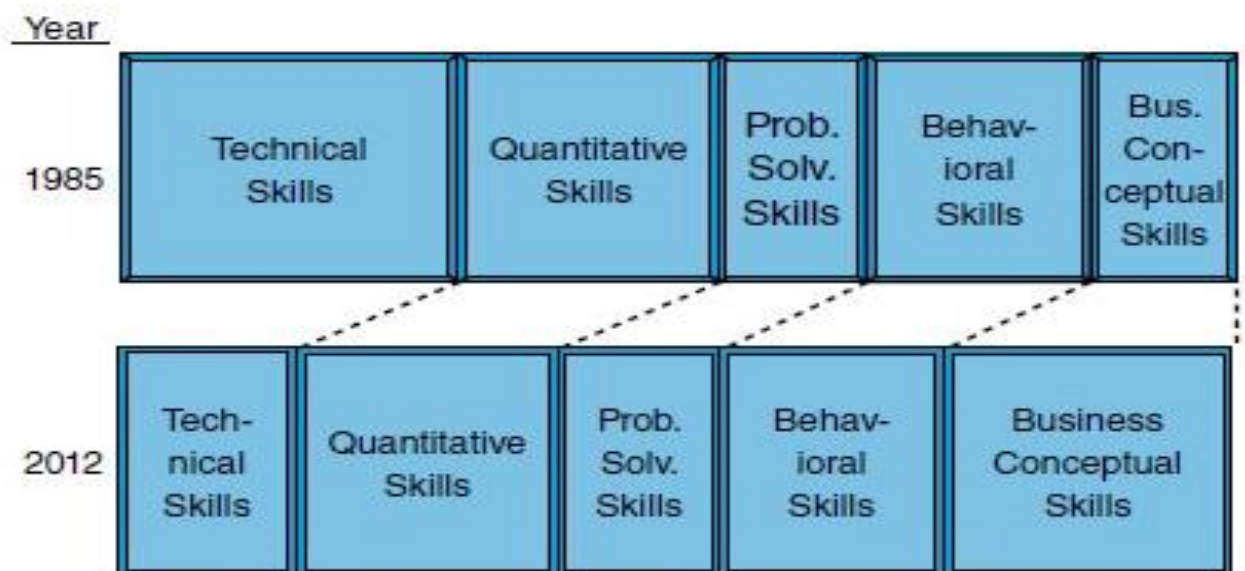 Year
1985
Technical
Skills
Quantitative
Skills
Prob.
Solv.
Skills
Behav-
ioral
Skills
Bus.
Con-
ceptual
Skills
2012
Tech-
nical
Skills
Quantitative
Skills
Prob.
Solv.
Skills
Behav-
ioral
Skills
Business
Conceptual
Skills